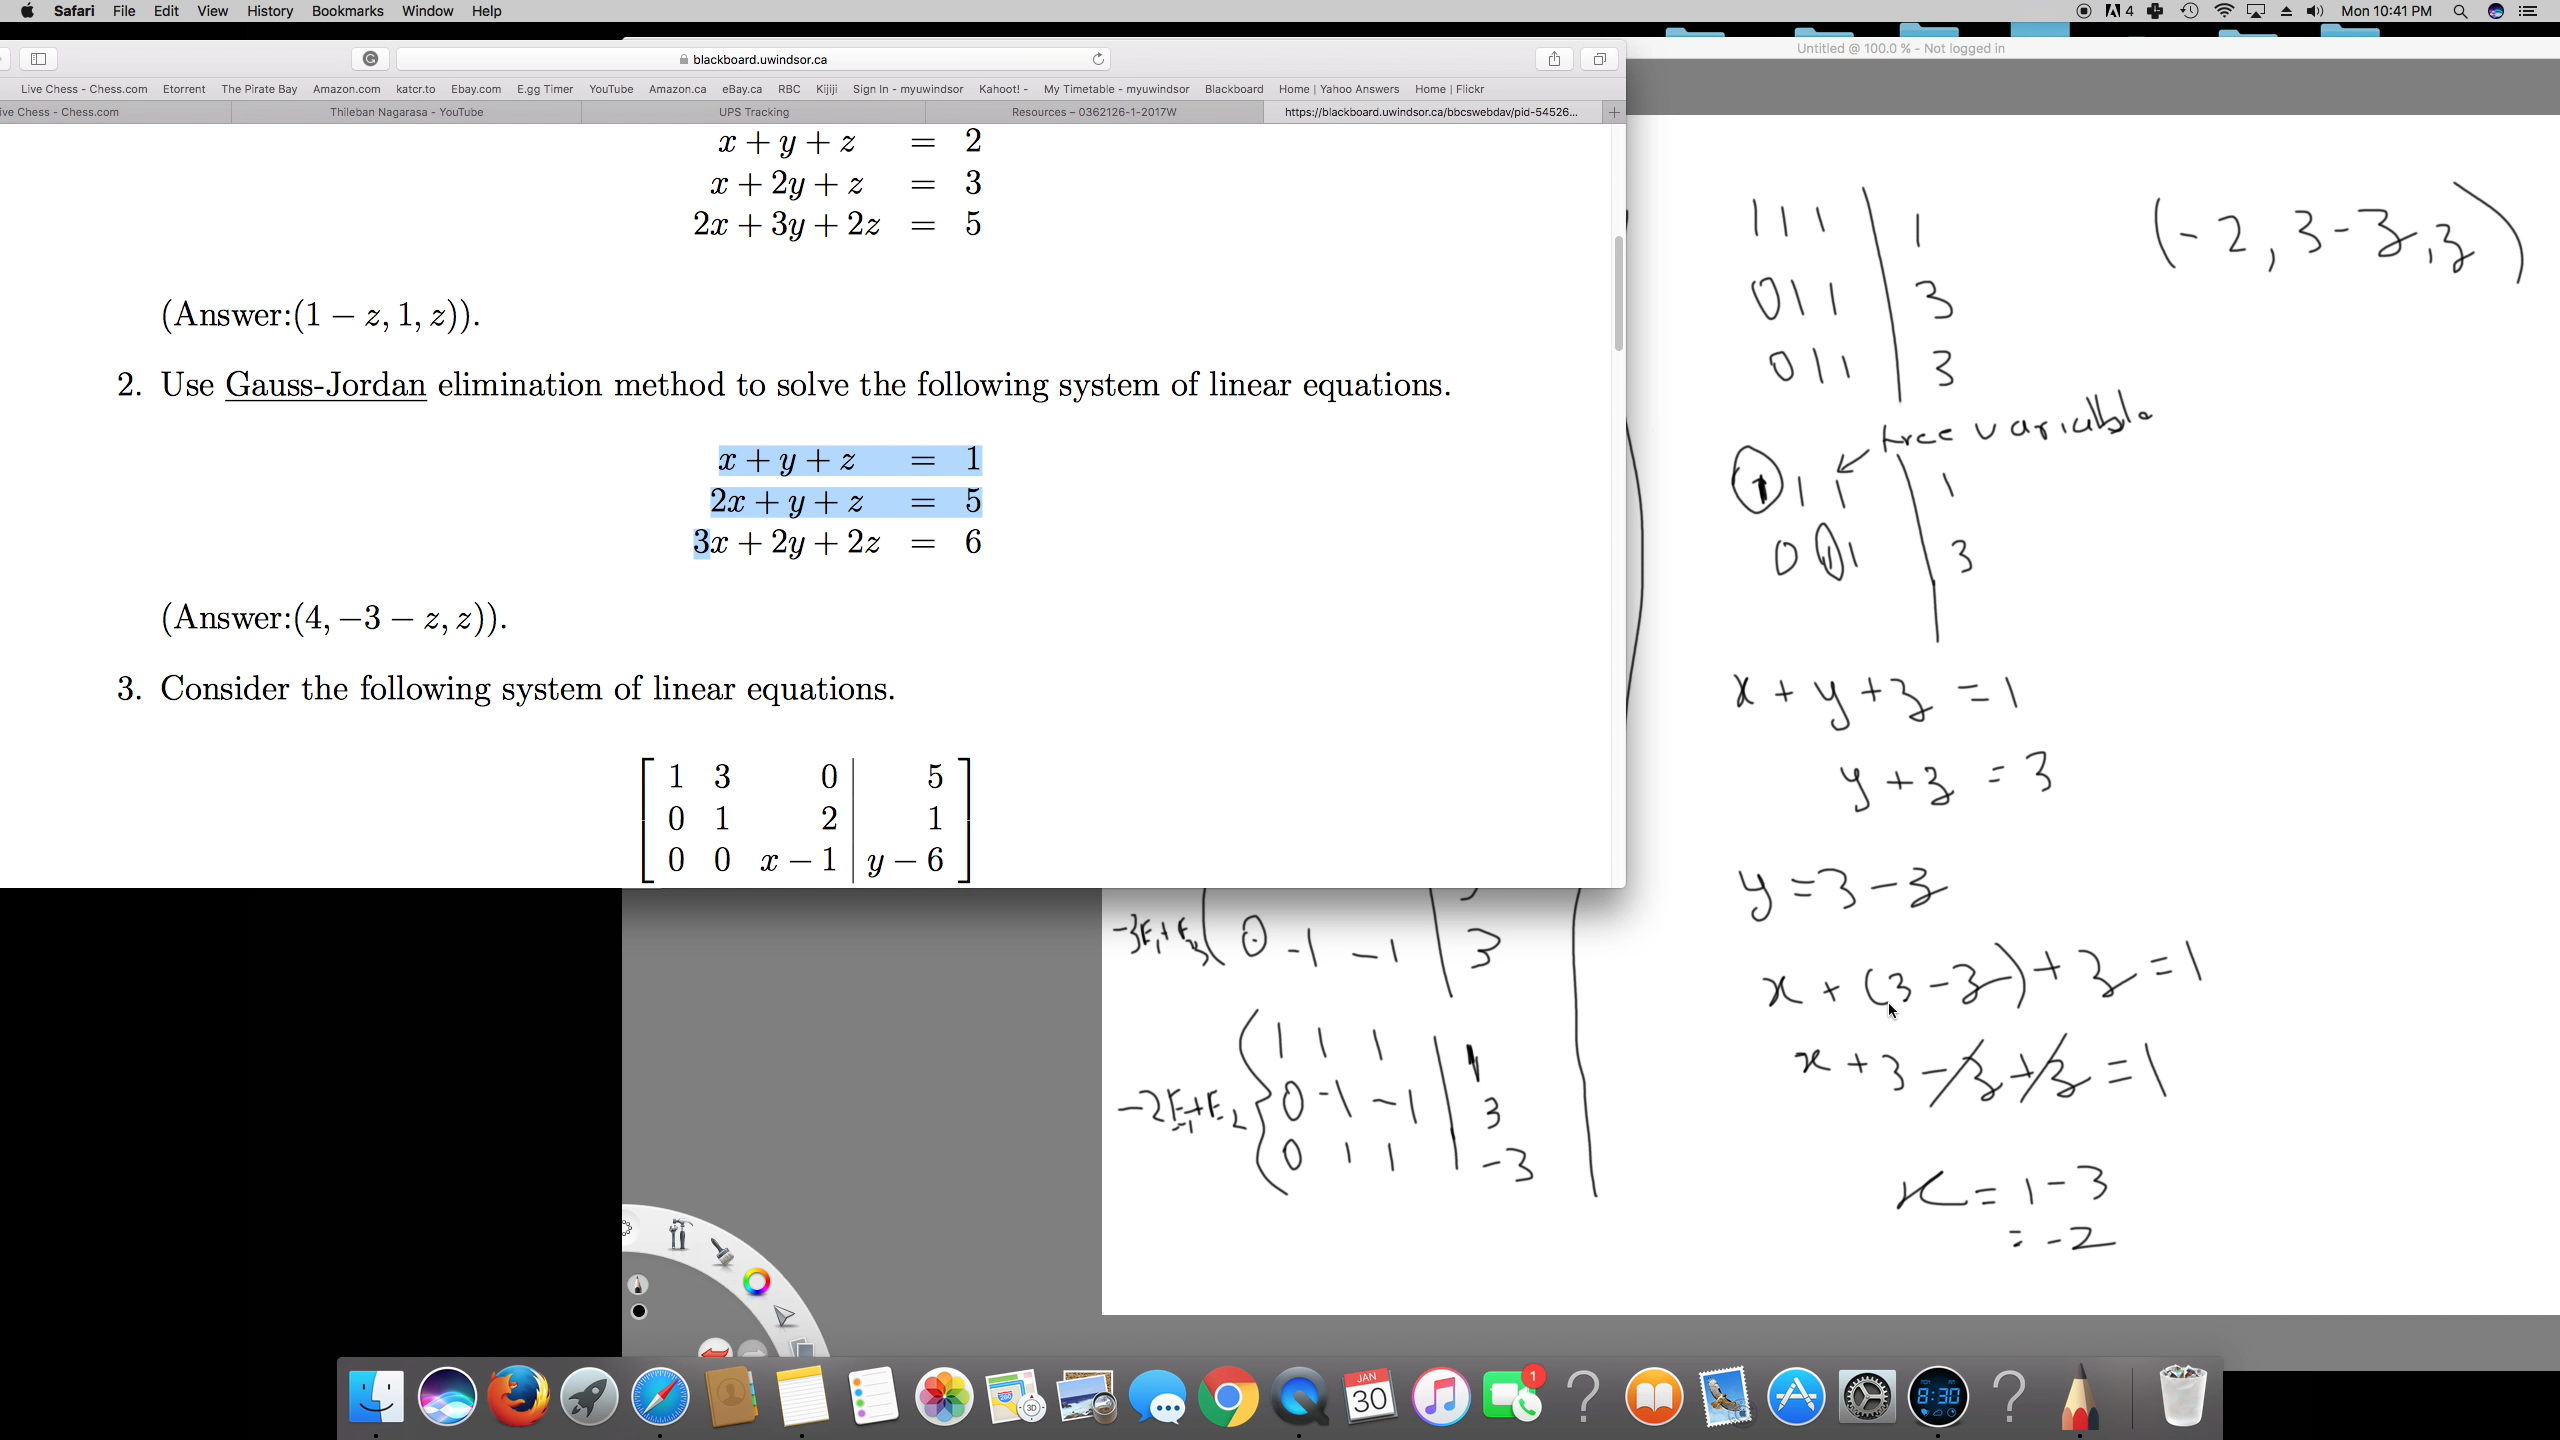 Safari File Edit View History Bookmarks Window Help
4 Mon 10:41 PM
Untitled @ 100.0 % - Not logged in
blackboard.uwindsor.ca
Live Chess - Chess.com Etorrent The Pirate Bay Amazon.com katcr.to Ebay.com E.gg Timer YouTube Amazon.ca eBay.ca RBC Kijiji Sign In - myuwindsor Kahoot! - My Timetable - myuwindsor Blackboard Home | Yahoo Answers Home | Flickr
ive Chess - Chess.com Thileban Nagarasa - YouTube UPS Tracking Resources – 0362126-1-2017W https://blackboard.uwindsor.ca/bbcswebdav/pid-54526...
x + y + z = 2
x + 2y + z = 3
2x + 3y + 2z = 5
(Answer:(1 − z, 1, z)).
2. Use Gauss-Jordan elimination method to solve the following system of linear equations.
x + y + z = 1
2x + y + z = 5
3x + 2y + 2z = 6
(Answer:(4, −3 − z, z)).
3. Consider the following system of linear equations.
1 3 0 | 5
0 1 2 | 1
0 0 x − 1 | y − 6
-3E1+E3 ( 0 -1 -1 | 3
1 1 1 | 1
-2E1+E2 0 -1 -1 | 3
0 1 1 | -3
1 1 1 | 1
0 1 1 | 3
0 1 1 | 3
(-2, 3-z, z)
free variable
1 1 1 | 1
0 1 1 | 3
x + y + z = 1
y + z = 3
y = 3 - z
x + (3 - z) + z = 1
x + 3 - z + z = 1
x = 1 - 3
= -2
JAN
30
3D
1
8:30